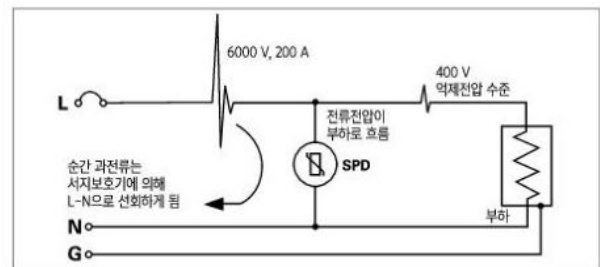 6000 V, 200 A
400 V
억제전압 수준
L
전류전압이
부하로 흐름
SPD
순간 과전류는
서지보호기에 의해
L-N으로 선회하게 됨
부하
N
G